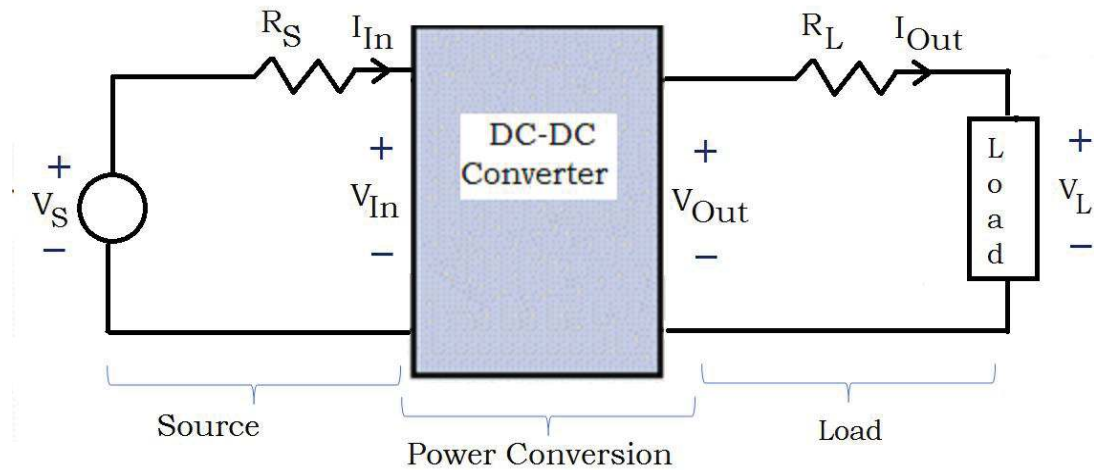 R_S I_In
R_L I_Out
+ V_S −
+ V_In −
DC-DC
Converter
+ V_Out −
L
o
a
d
+ V_L −
Source
Power Conversion
Load